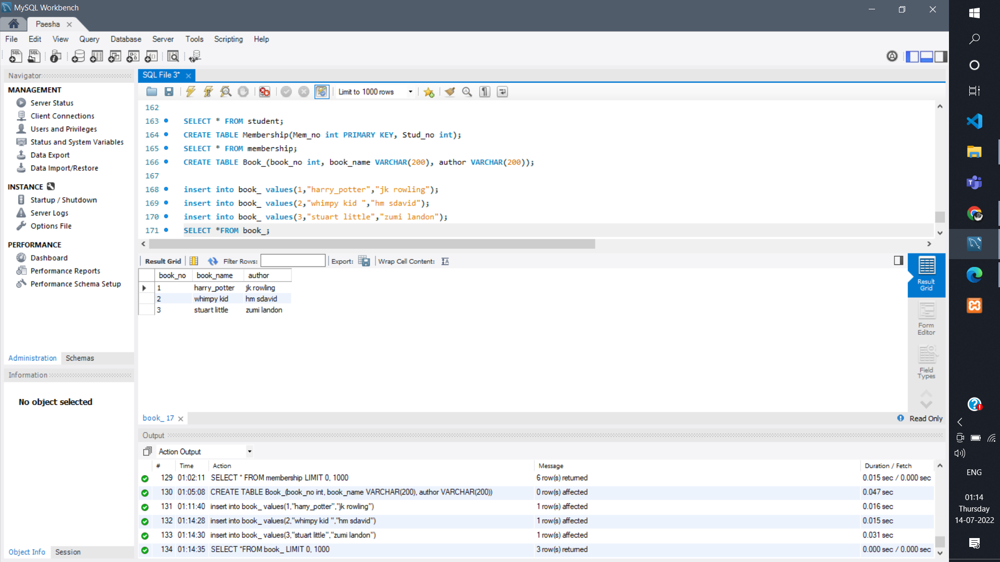 MySQL Workbench
Paesha
File Edit View Query Database Server Tools Scripting Help
Navigator
MANAGEMENT
Server Status
Client Connections
Users and Privileges
Status and System Variables
Data Export
Data Import/Restore
INSTANCE
Startup / Shutdown
Server Logs
Options File
PERFORMANCE
Dashboard
Performance Reports
Performance Schema Setup
Administration Schemas
Information
No object selected
Object Info Session
SQL File 3*
Limit to 1000 rows
162
163 SELECT * FROM student;
164 CREATE TABLE Membership(Mem_no int PRIMARY KEY, Stud_no int);
165 SELECT * FROM membership;
166 CREATE TABLE Book_(book_no int, book_name VARCHAR(200), author VARCHAR(200));
167
168 insert into book_ values(1,"harry_potter","jk rowling");
169 insert into book_ values(2,"whimpy kid ","hm sdavid");
170 insert into book_ values(3,"stuart little","zumi landon");
171 SELECT *FROM book_;
Result Grid Filter Rows: Export: Wrap Cell Content:
book_no book_name author
1 harry_potter jk rowling
2 whimpy kid hm sdavid
3 stuart little zumi landon
Result
Grid
Form
Editor
Field
Types
book_ 17
Read Only
Output
Action Output
# Time Action Message Duration / Fetch
129 01:02:11 SELECT * FROM membership LIMIT 0, 1000 6 row(s) returned 0.015 sec / 0.000 sec
130 01:05:08 CREATE TABLE Book_(book_no int, book_name VARCHAR(200), author VARCHAR(200)) 0 row(s) affected 0.047 sec
131 01:11:40 insert into book_ values(1,"harry_potter","jk rowling") 1 row(s) affected 0.016 sec
132 01:14:28 insert into book_ values(2,"whimpy kid ","hm sdavid") 1 row(s) affected 0.015 sec
133 01:14:30 insert into book_ values(3,"stuart little","zumi landon") 1 row(s) affected 0.031 sec
134 01:14:35 SELECT *FROM book_ LIMIT 0, 1000 3 row(s) returned 0.000 sec / 0.000 sec
ENG
01:14
Thursday
14-07-2022